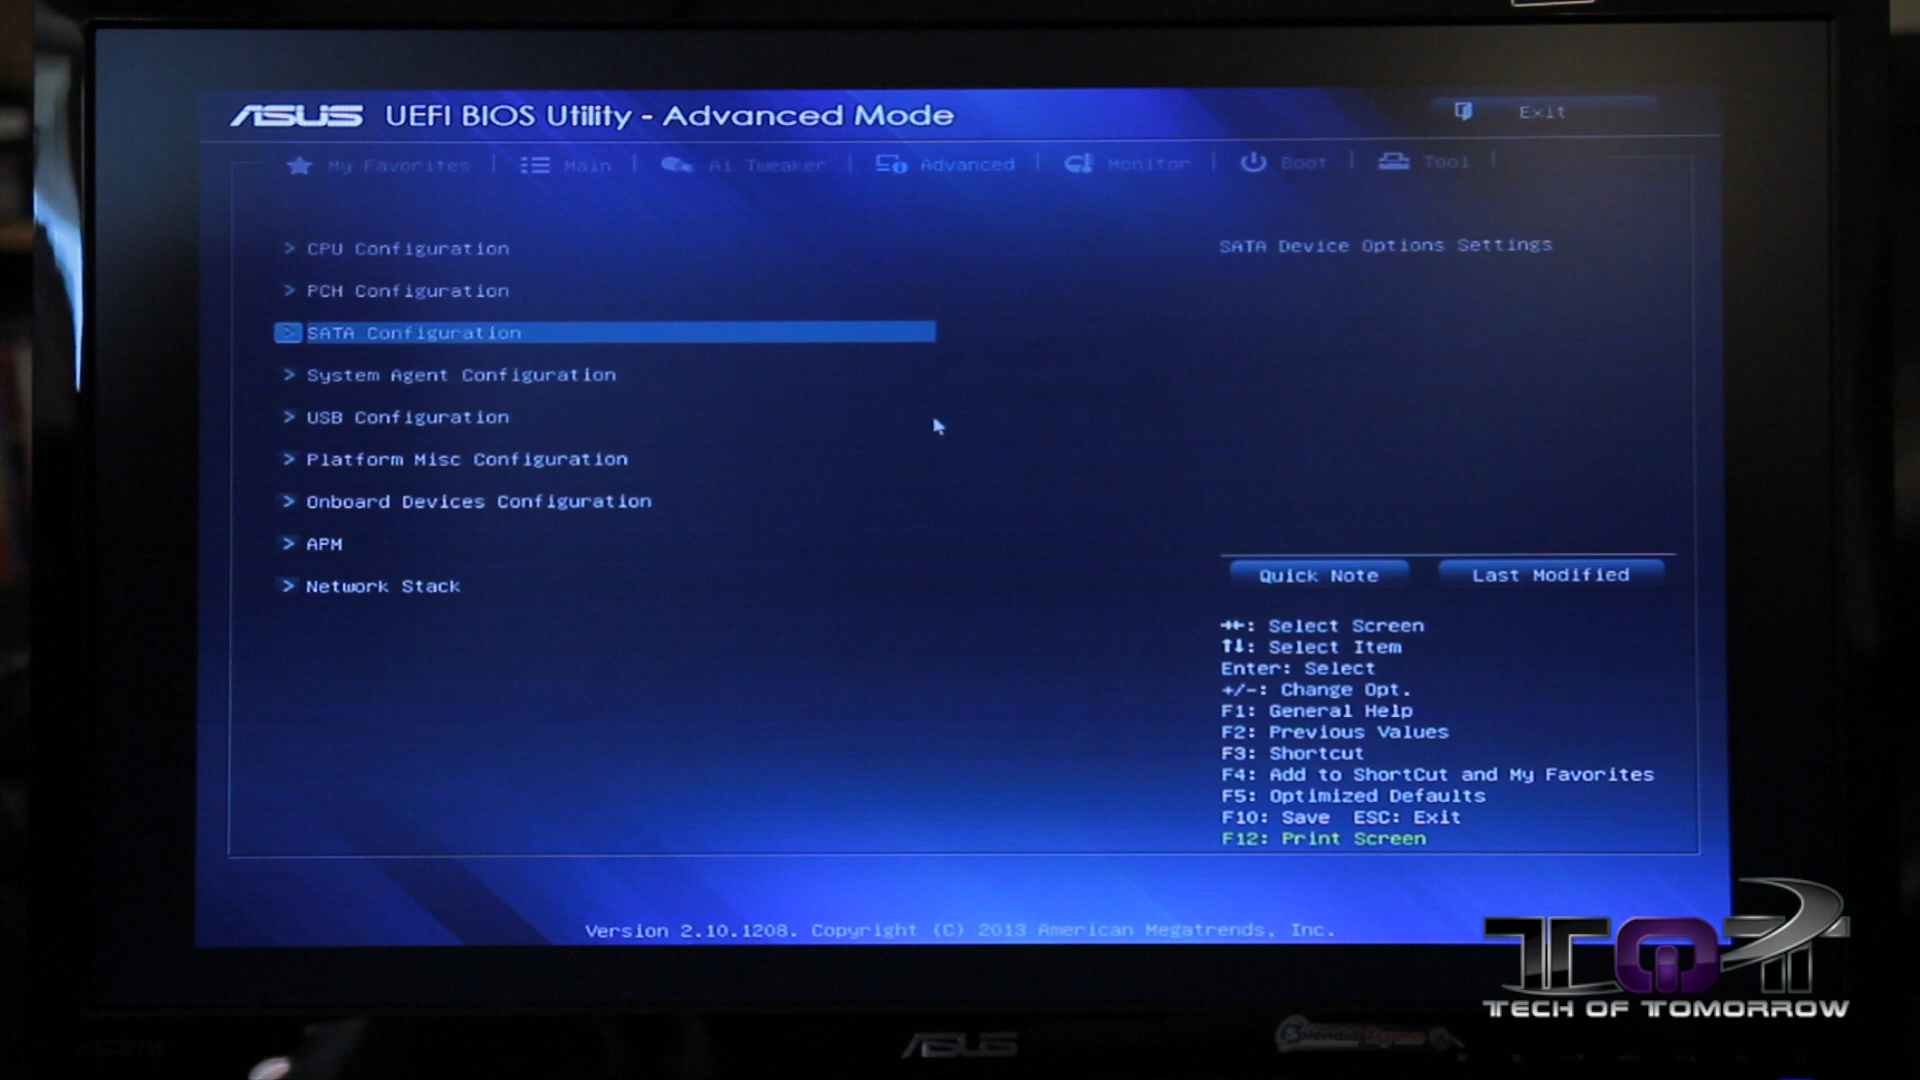 ASUS UEFI BIOS Utility - Advanced Mode
Exit
My Favorites | Main | Ai Tweaker | Advanced | Monitor | Boot | Tool |
> CPU Configuration
> PCH Configuration
> SATA Configuration
> System Agent Configuration
> USB Configuration
> Platform Misc Configuration
> Onboard Devices Configuration
> APM
> Network Stack
SATA Device Options Settings
Quick Note
Last Modified
→←: Select Screen
↑↓: Select Item
Enter: Select
+/-: Change Opt.
F1: General Help
F2: Previous Values
F3: Shortcut
F4: Add to ShortCut and My Favorites
F5: Optimized Defaults
F10: Save ESC: Exit
F12: Print Screen
Version 2.10.1208. Copyright (C) 2013 American Megatrends, Inc.
TOT
TECH OF TOMORROW
ASUS
HDMI
Splendid